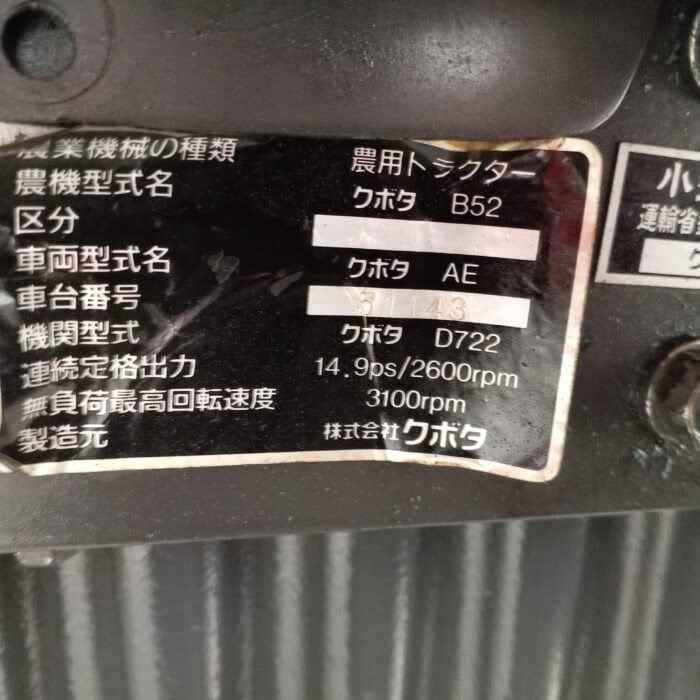 農業機械の種類 農用トラクター
農機型式名 クボタ B52
区分
車両型式名 クボタ AE
車台番号
機関型式 クボタ D722
連続定格出力 14.9ps/2600rpm
無負荷最高回転速度 3100rpm
製造元 株式会社クボタ
小
運輸省